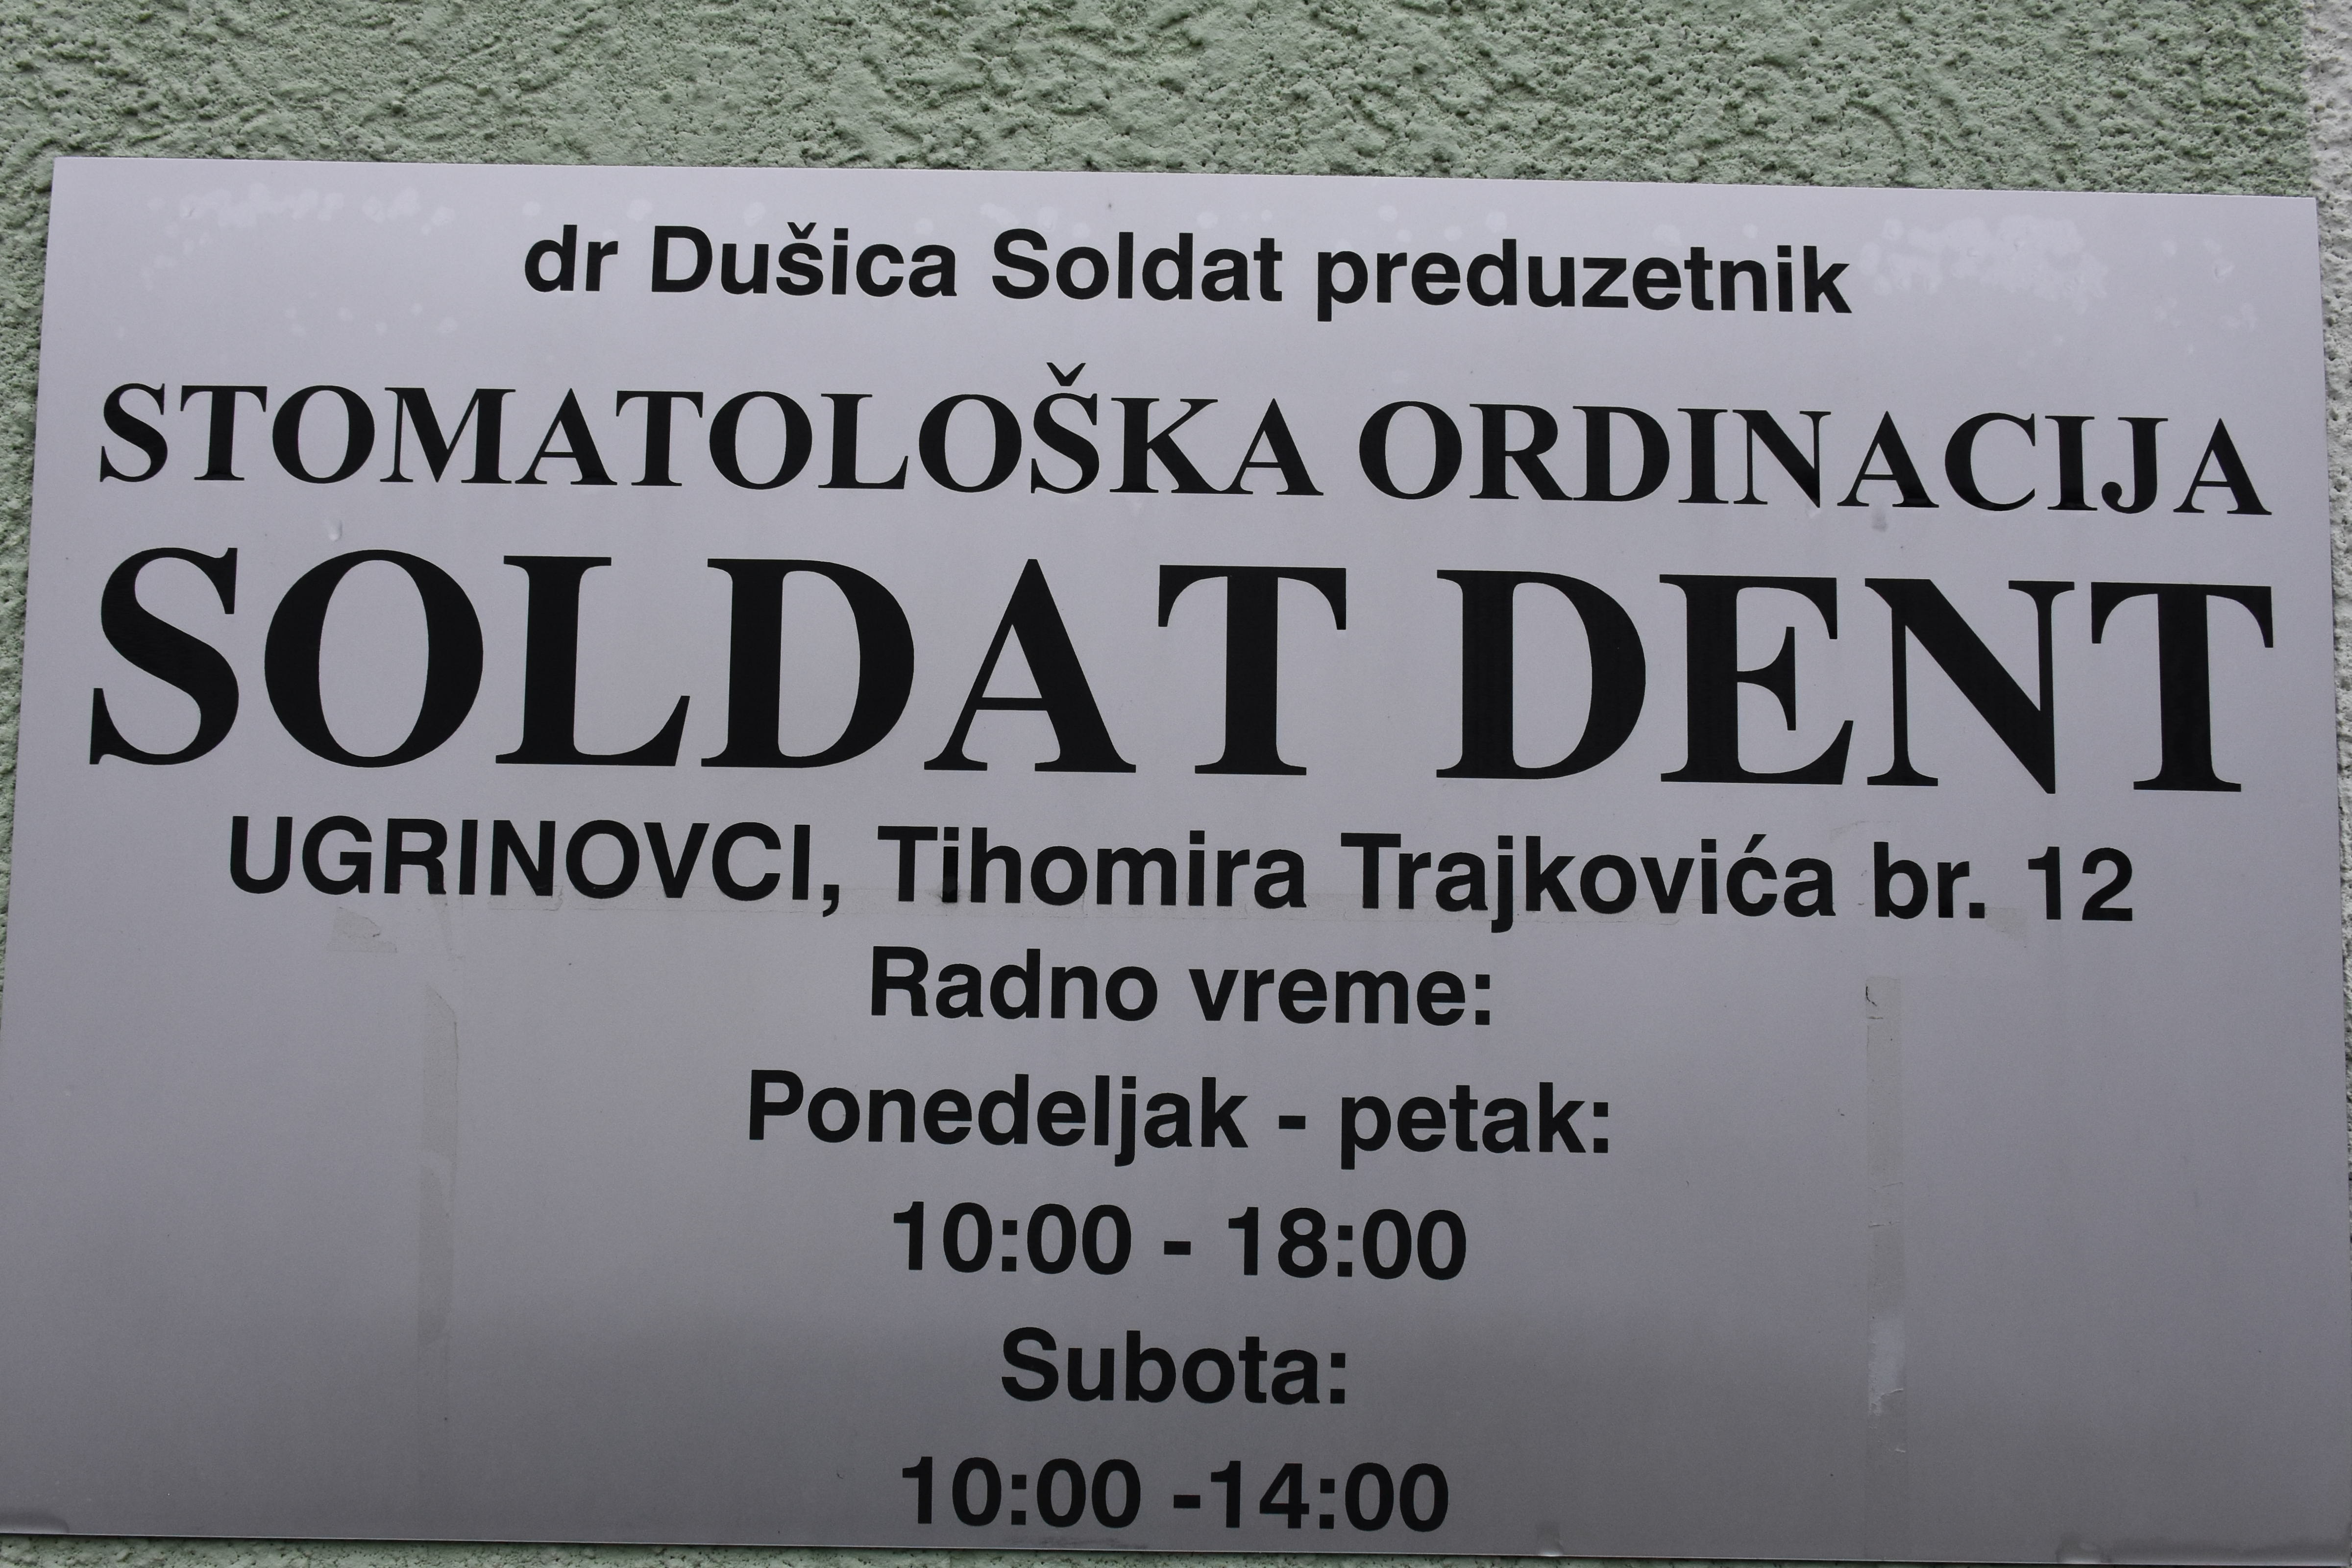 dr Dušica Soldat preduzetnik
STOMATOLOŠKA ORDINACIJA
SOLDAT DENT
UGRINOVCI, Tihomira Trajkovića br. 12
Radno vreme:
Ponedeljak - petak:
10:00 - 18:00
Subota:
10:00 -14:00